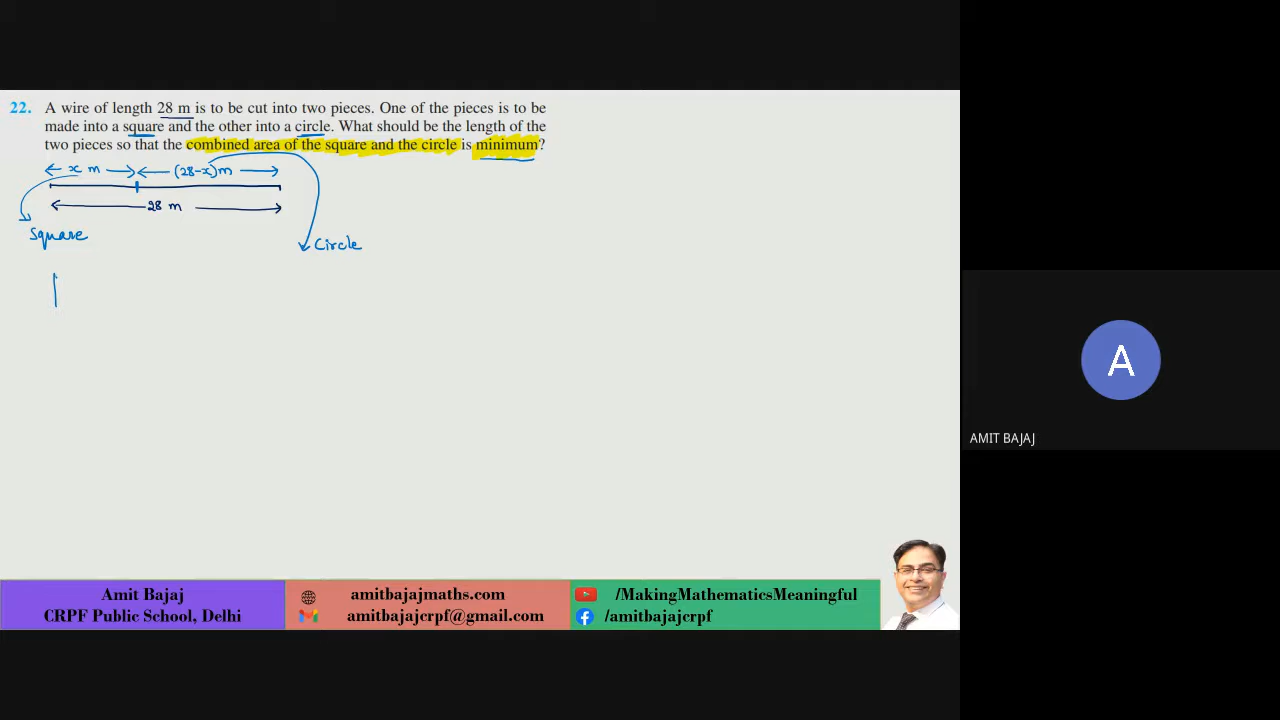 22. A wire of length 28 m is to be cut into two pieces. One of the pieces is to be
made into a square and the other into a circle. What should be the length of the
two pieces so that the combined area of the square and the circle is minimum?
x m (28-x)m
28 m
Square
Circle
A
AMIT BAJAJ
Amit Bajaj
CRPF Public School, Delhi
amitbajajmaths.com
amitbajajcrpf@gmail.com
/MakingMathematicsMeaningful
/amitbajajcrpf